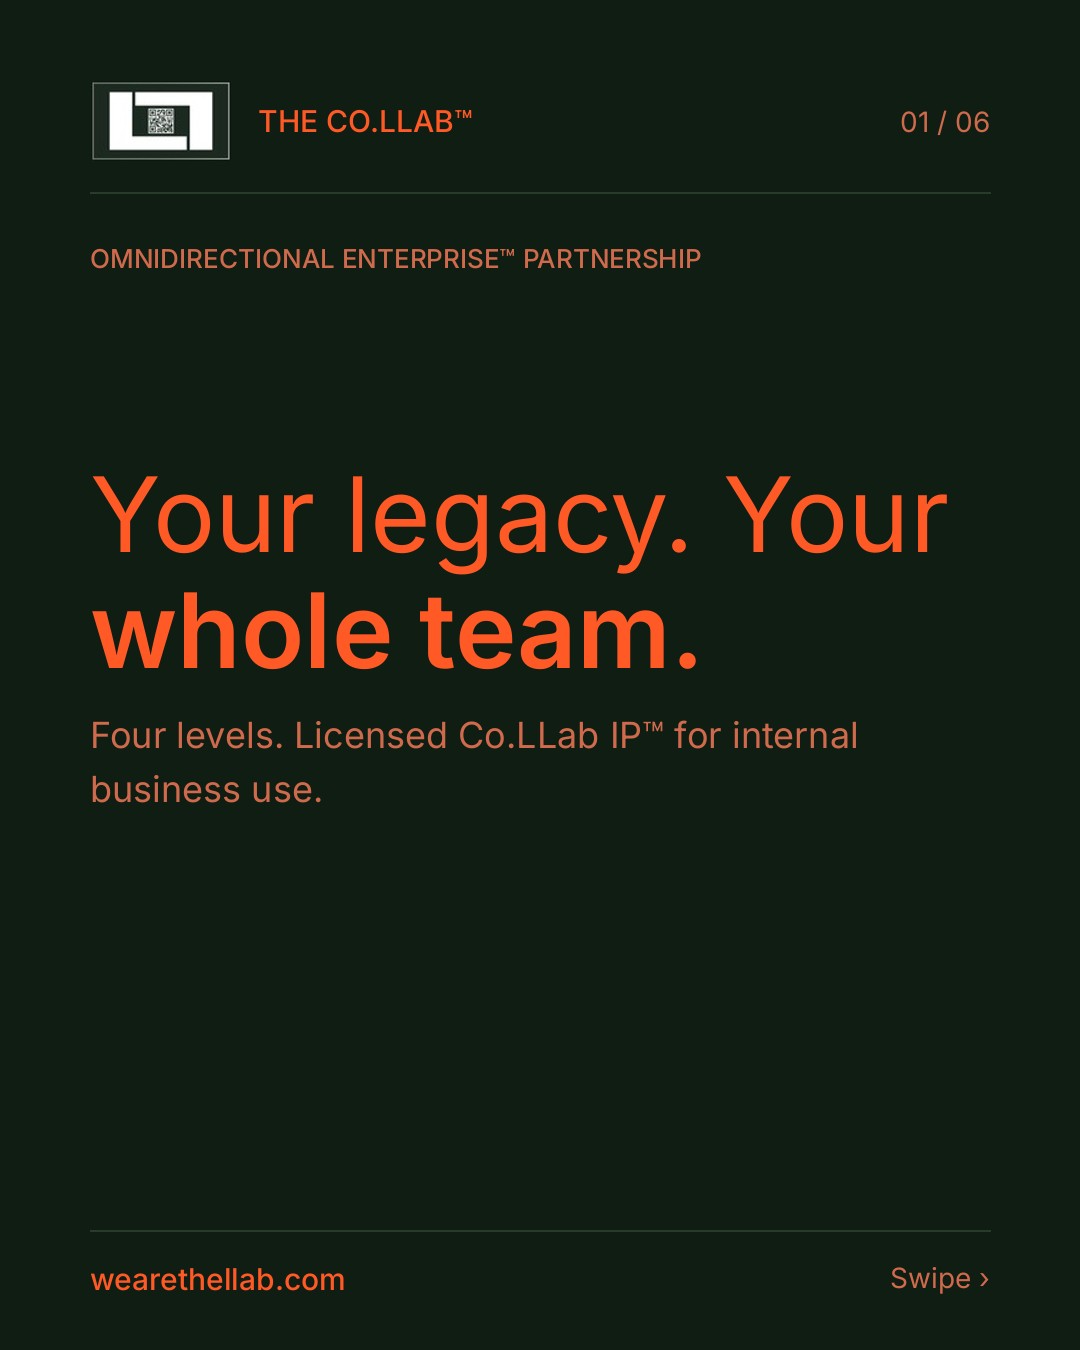 THE CO.LLAB™
01 / 06
OMNIDIRECTIONAL ENTERPRISE™ PARTNERSHIP
Your legacy. Your
whole team.
Four levels. Licensed Co.LLab IP™ for internal
business use.
wearethellab.com
Swipe ›